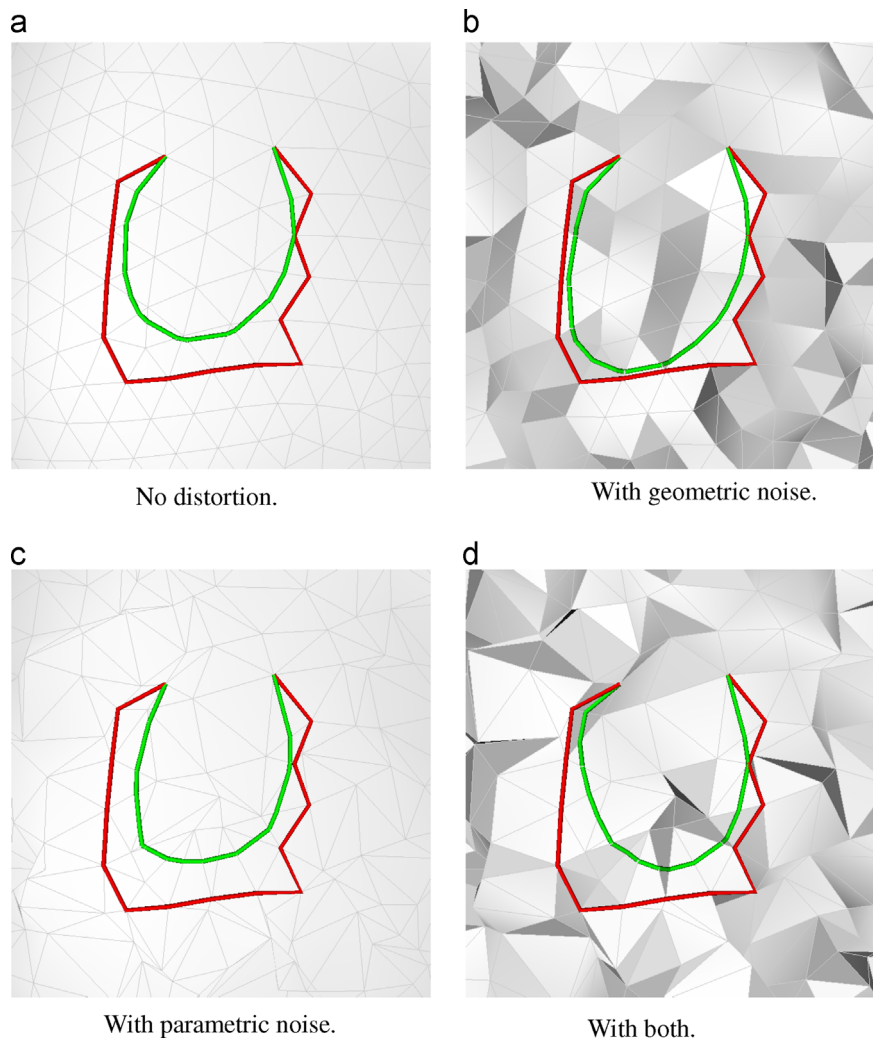 a
b
No distortion.
With geometric noise.
c
d
With parametric noise.
With both.